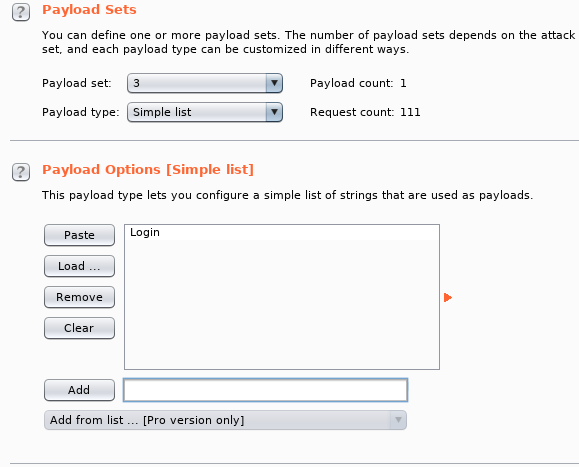 ? Payload Sets
You can define one or more payload sets. The number of payload sets depends on the attack
set, and each payload type can be customized in different ways.
Payload set: 3 Payload count: 1
Payload type: Simple list Request count: 111
? Payload Options [Simple list]
This payload type lets you configure a simple list of strings that are used as payloads.
Paste Login
Load ...
Remove
Clear
Add
Add from list ... [Pro version only]